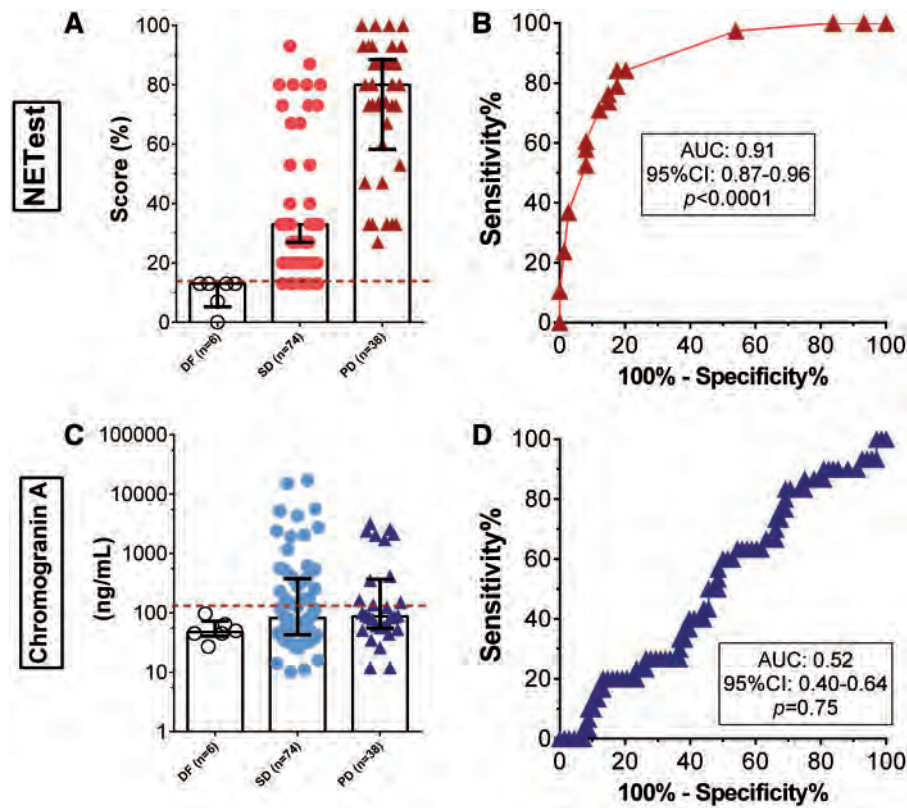 A
NETest
Score (%)
100
80
60
40
20
0
DF (n=6)
SD (n=74)
PD (n=38)
B
Sensitivity%
100
80
60
40
20
0
AUC: 0.91
95%CI: 0.87-0.96
p<0.0001
0 20 40 60 80 100
100% - Specificity%
C
Chromogranin A
(ng/mL)
100000
10000
1000
100
10
1
DF (n=6)
SD (n=74)
PD (n=38)
D
Sensitivity%
100
80
60
40
20
0
AUC: 0.52
95%CI: 0.40-0.64
p=0.75
0 20 40 60 80 100
100% - Specificity%